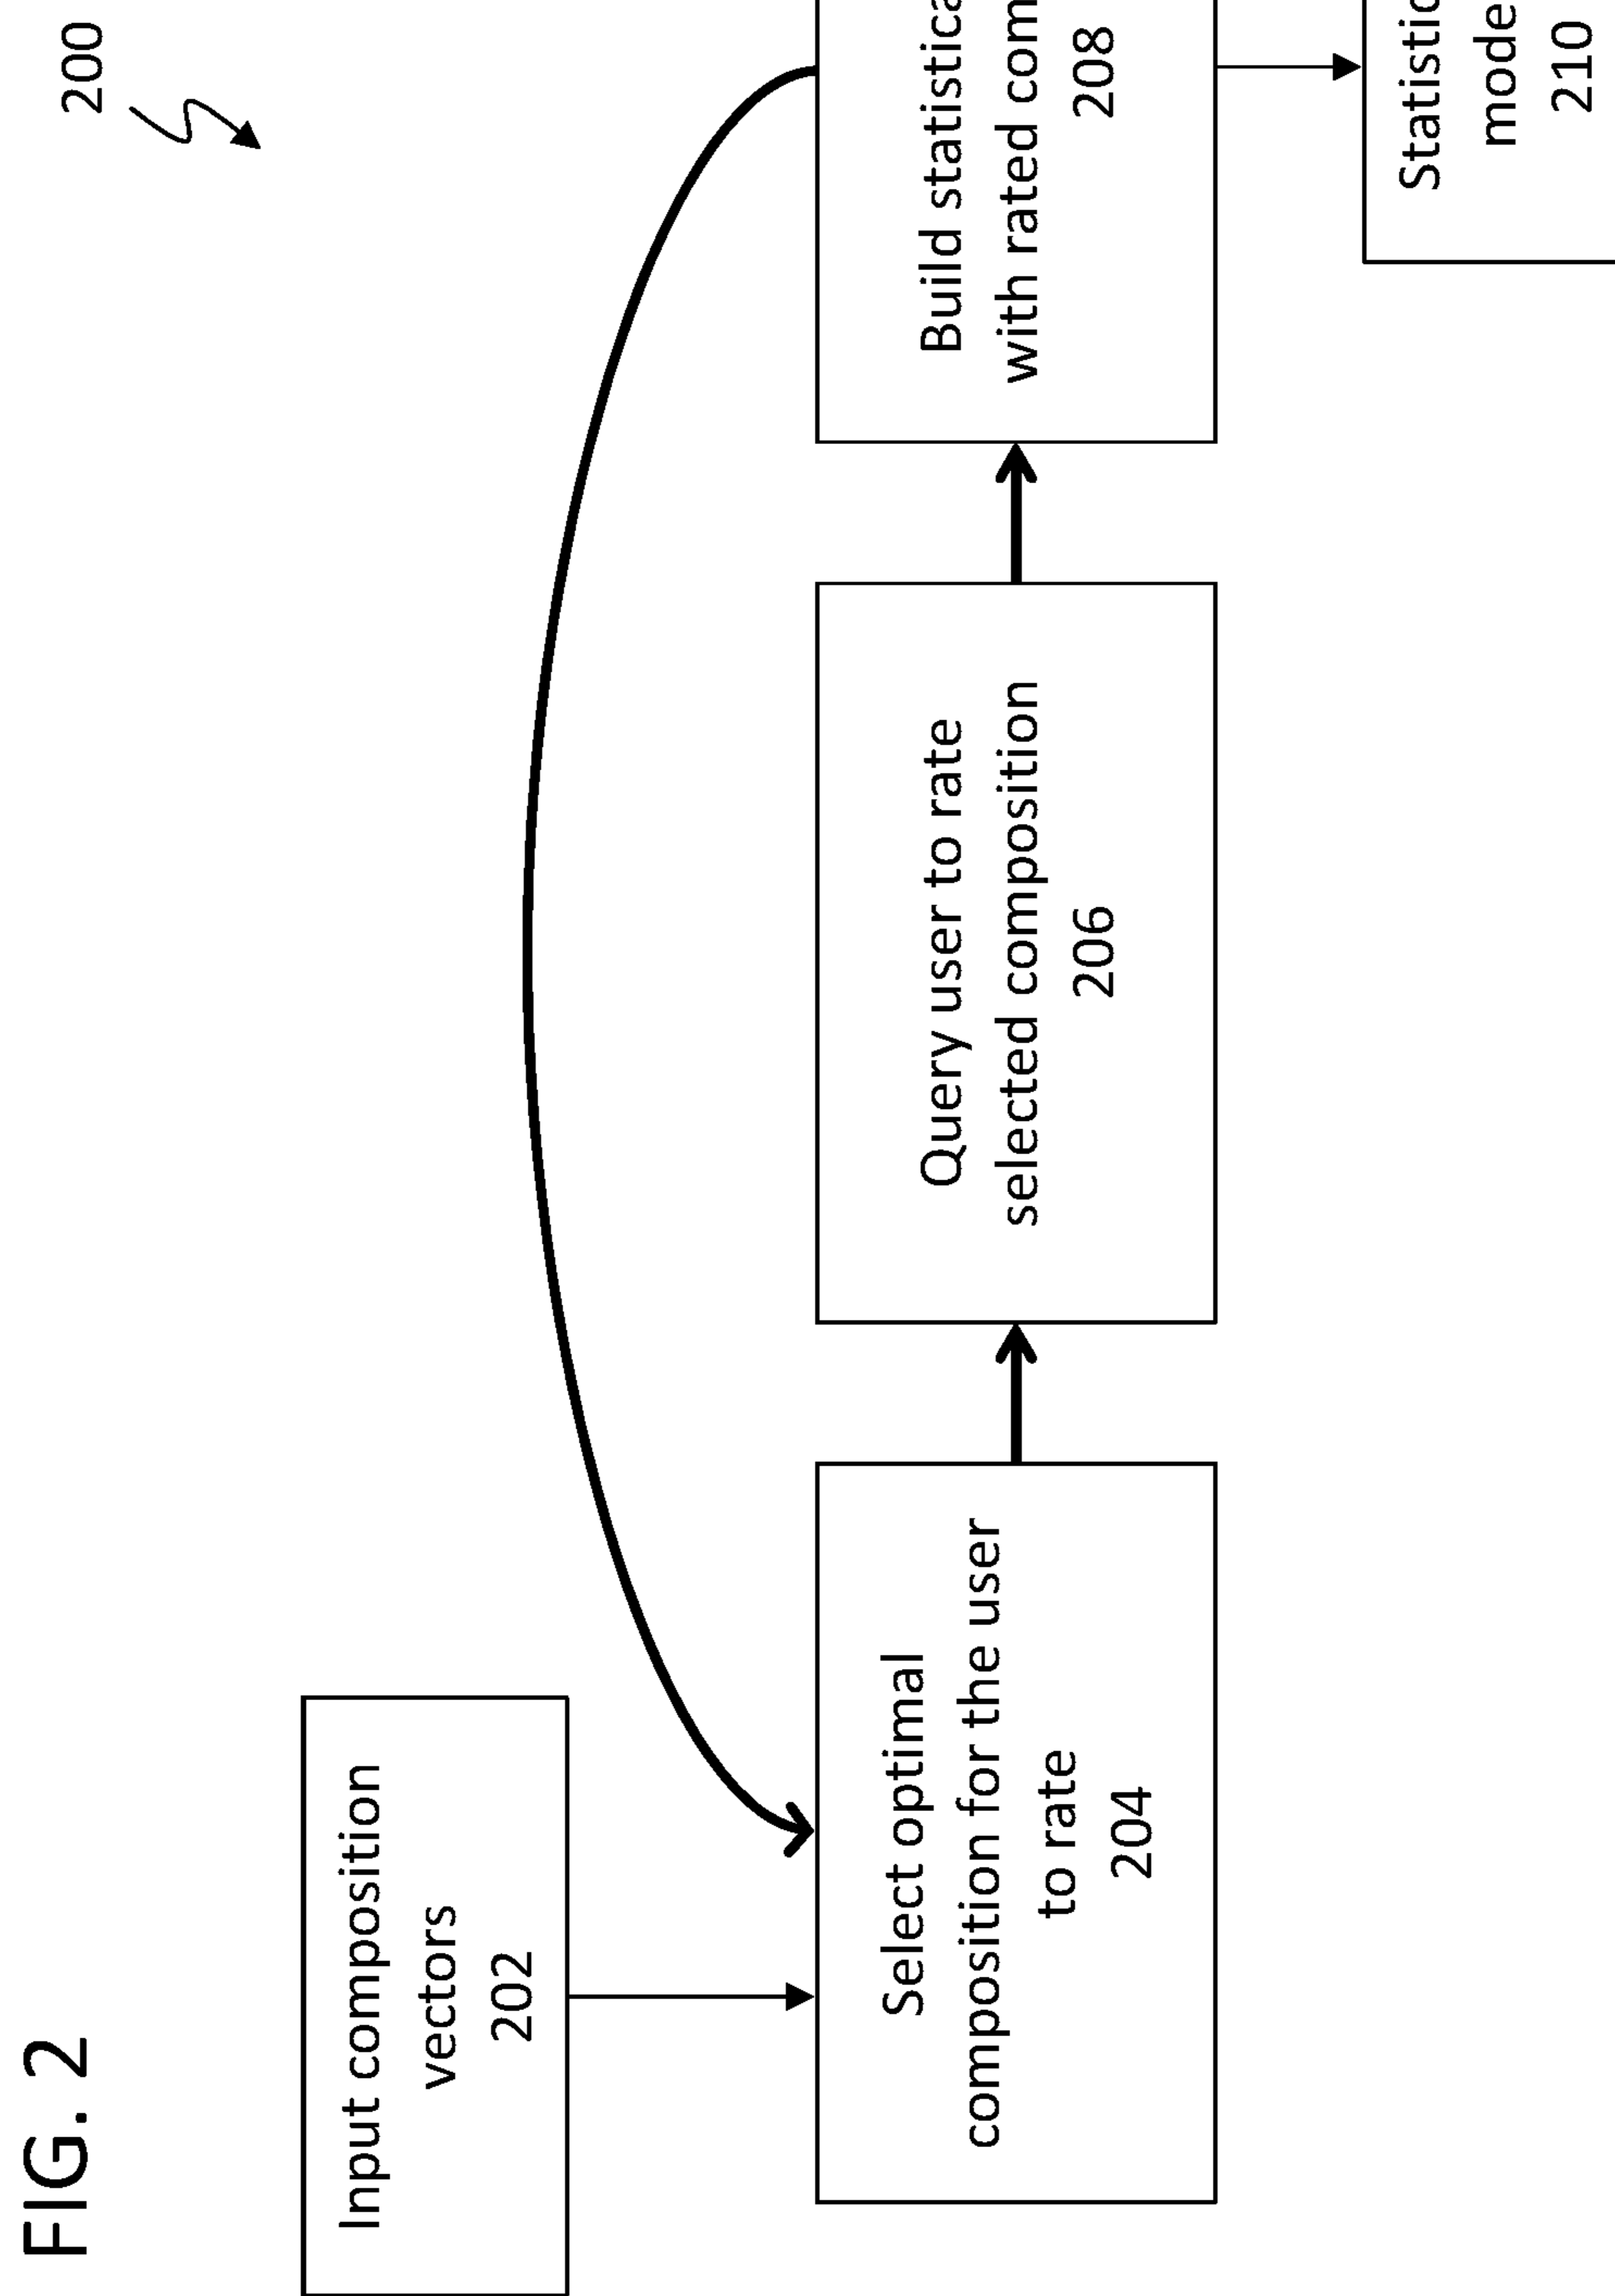 FIG. 2
200
Input composition
vectors
202
Select optimal
composition for the user
to rate
204
Query user to rate
selected composition
206
Build statistica
with rated com
208
Statistic
mode
210